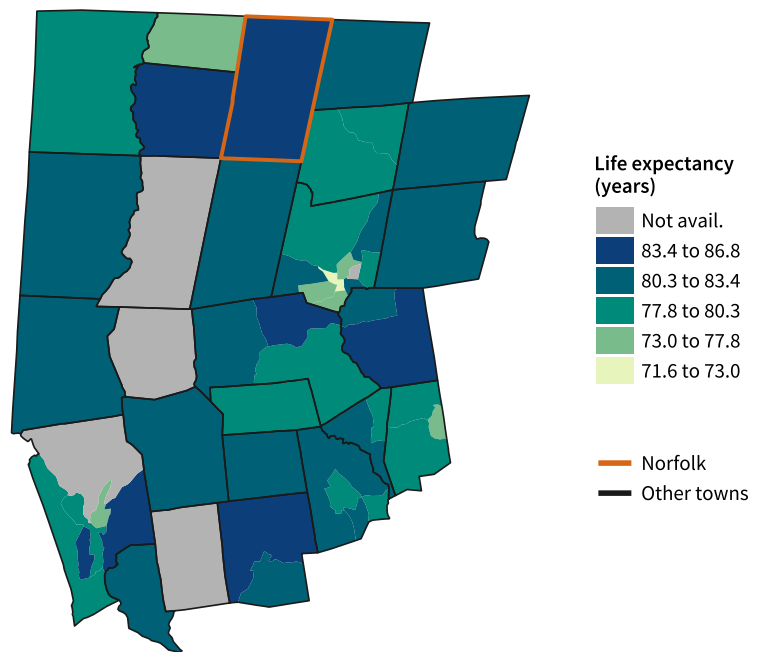 Life expectancy
(years)
Not avail.
83.4 to 86.8
80.3 to 83.4
77.8 to 80.3
73.0 to 77.8
71.6 to 73.0
Norfolk
Other towns